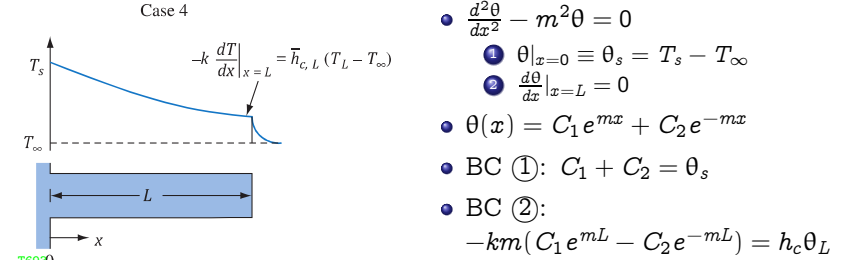 Case 4
T_s
–k dT/dx |_{x = L} = h̅_{c, L} (T_L – T_∞)
T_∞
L
x
• d²θ/dx² − m²θ = 0
1 θ|_{x=0} ≡ θ_s = T_s − T_∞
2 dθ/dx|_{x=L} = 0
• θ(x) = C_1e^{mx} + C_2e^{−mx}
• BC ①: C_1 + C_2 = θ_s
• BC ②:
−km(C_1e^{mL} − C_2e^{−mL}) = h_cθ_L